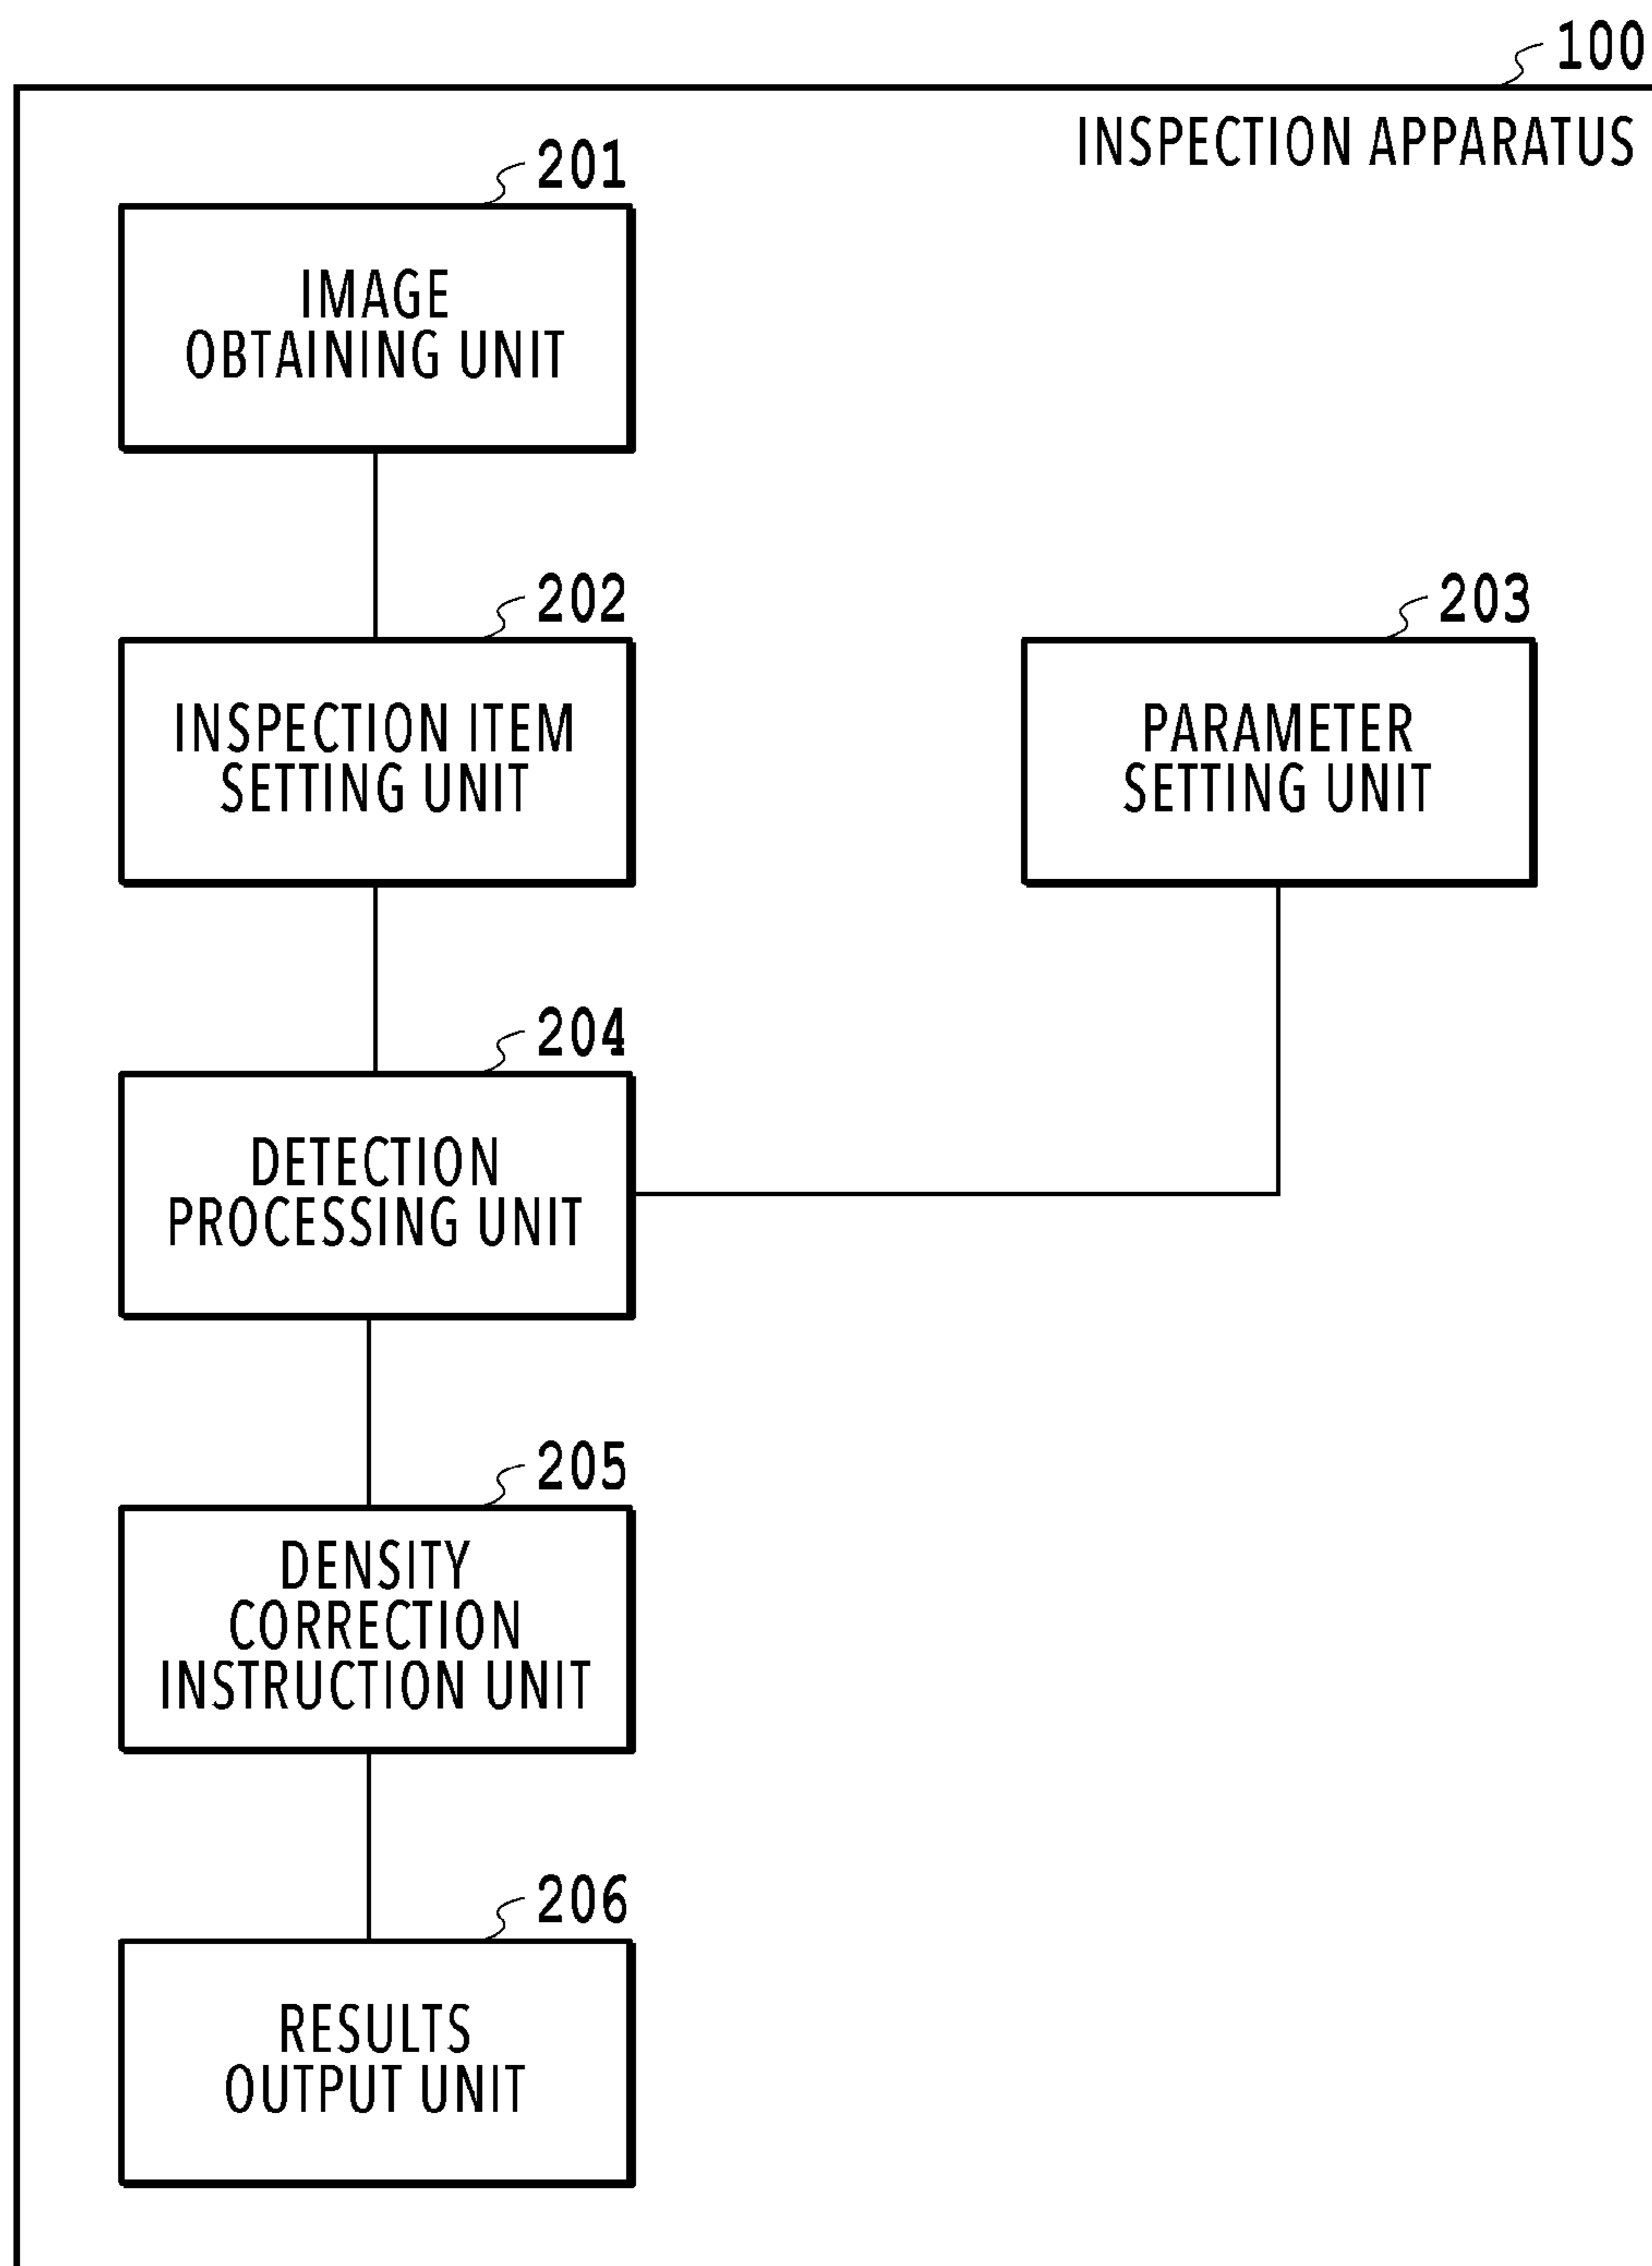 100
INSPECTION APPARATUS
201
IMAGE
OBTAINING UNIT
202
INSPECTION ITEM
SETTING UNIT
203
PARAMETER
SETTING UNIT
204
DETECTION
PROCESSING UNIT
205
DENSITY
CORRECTION
INSTRUCTION UNIT
206
RESULTS
OUTPUT UNIT